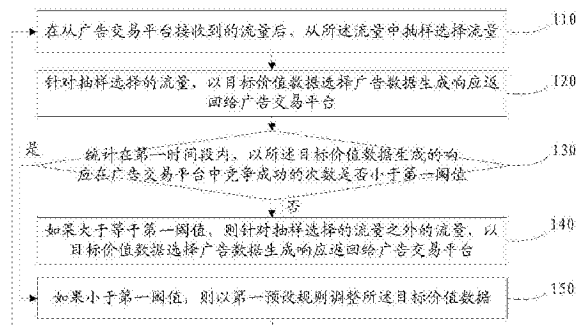 在从广告交易平台接收到的流量后、从所述流量中抽样选择流量
110
针对抽样选择的流量、以目标价值数据选择广告数据生成响应返
回给广告交易平台
120
是
统计在第一时间段内、以所述目标价值数据生成的响
应在广告交易平台中竞争成功的次数是否小于第一阈值
130
否
如果大于等于第一阈值、则针对抽样选择的流量之外的流量、以
目标价值数据选择广告数据生成响应返回给广告交易平台
140
如果小于第一阈值；则以第一预设规则调整所述目标价值数据
150